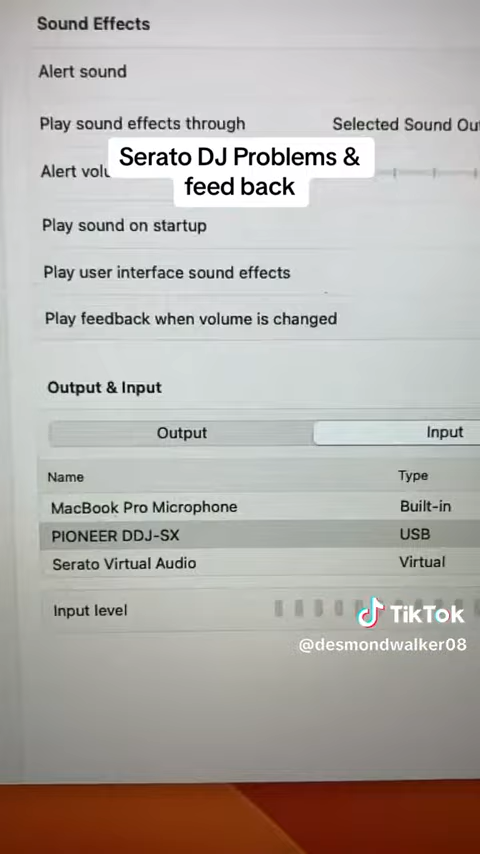 Sound Effects
Alert sound
Play sound effects through
Selected Sound Ou
Serato DJ Problems &
feed back
Alert volu
Play sound on startup
Play user interface sound effects
Play feedback when volume is changed
Output & Input
Output
Input
Name
Type
MacBook Pro Microphone
Built-in
PIONEER DDJ-SX
USB
Serato Virtual Audio
Virtual
Input level
TikTok
@desmondwalker08